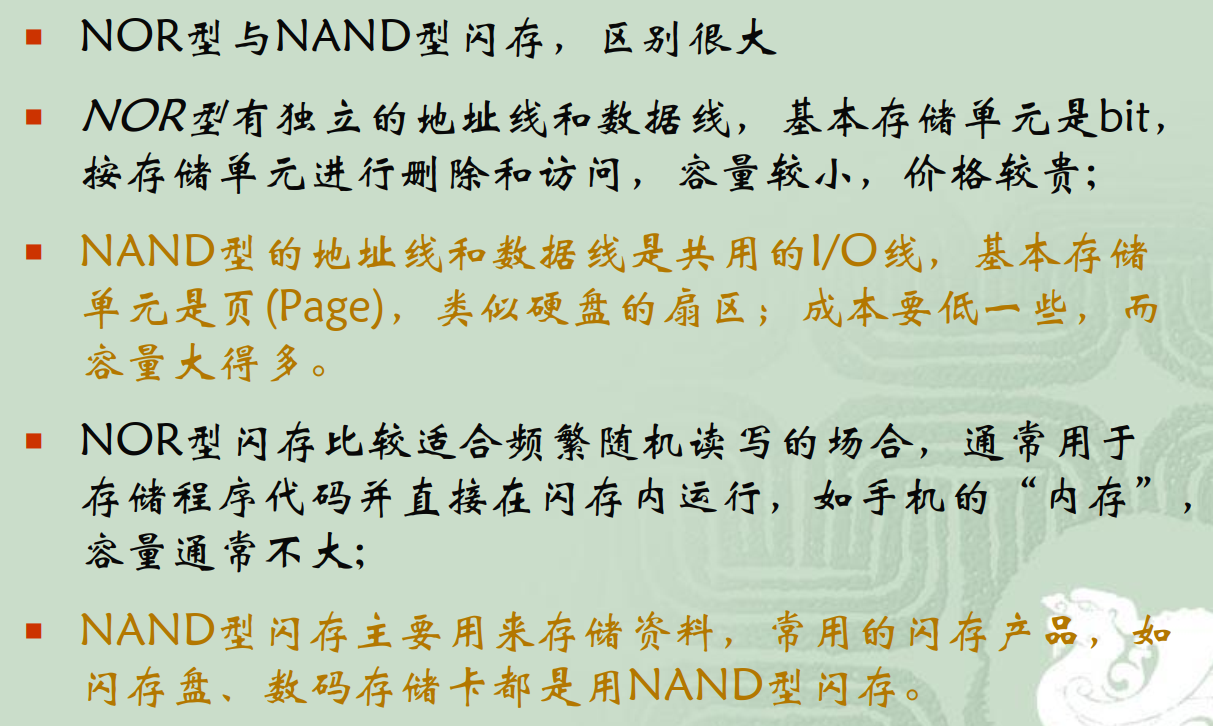 NOR型与NAND型闪存，区别很大
NOR型有独立的地址线和数据线，基本存储单元是bit，
按存储单元进行删除和访问，容量较小，价格较贵；
NAND型的地址线和数据线是共用的I/O线，基本存储
单元是页(Page)，类似硬盘的扇区；成本要低一些，而
容量大得多。
NOR型闪存比较适合频繁随机读写的场合，通常用于
存储程序代码并直接在闪存内运行，如手机的“内存”，
容量通常不大；
NAND型闪存主要用来存储资料，常用的闪存产品，如
闪存盘、数码存储卡都是用NAND型闪存。